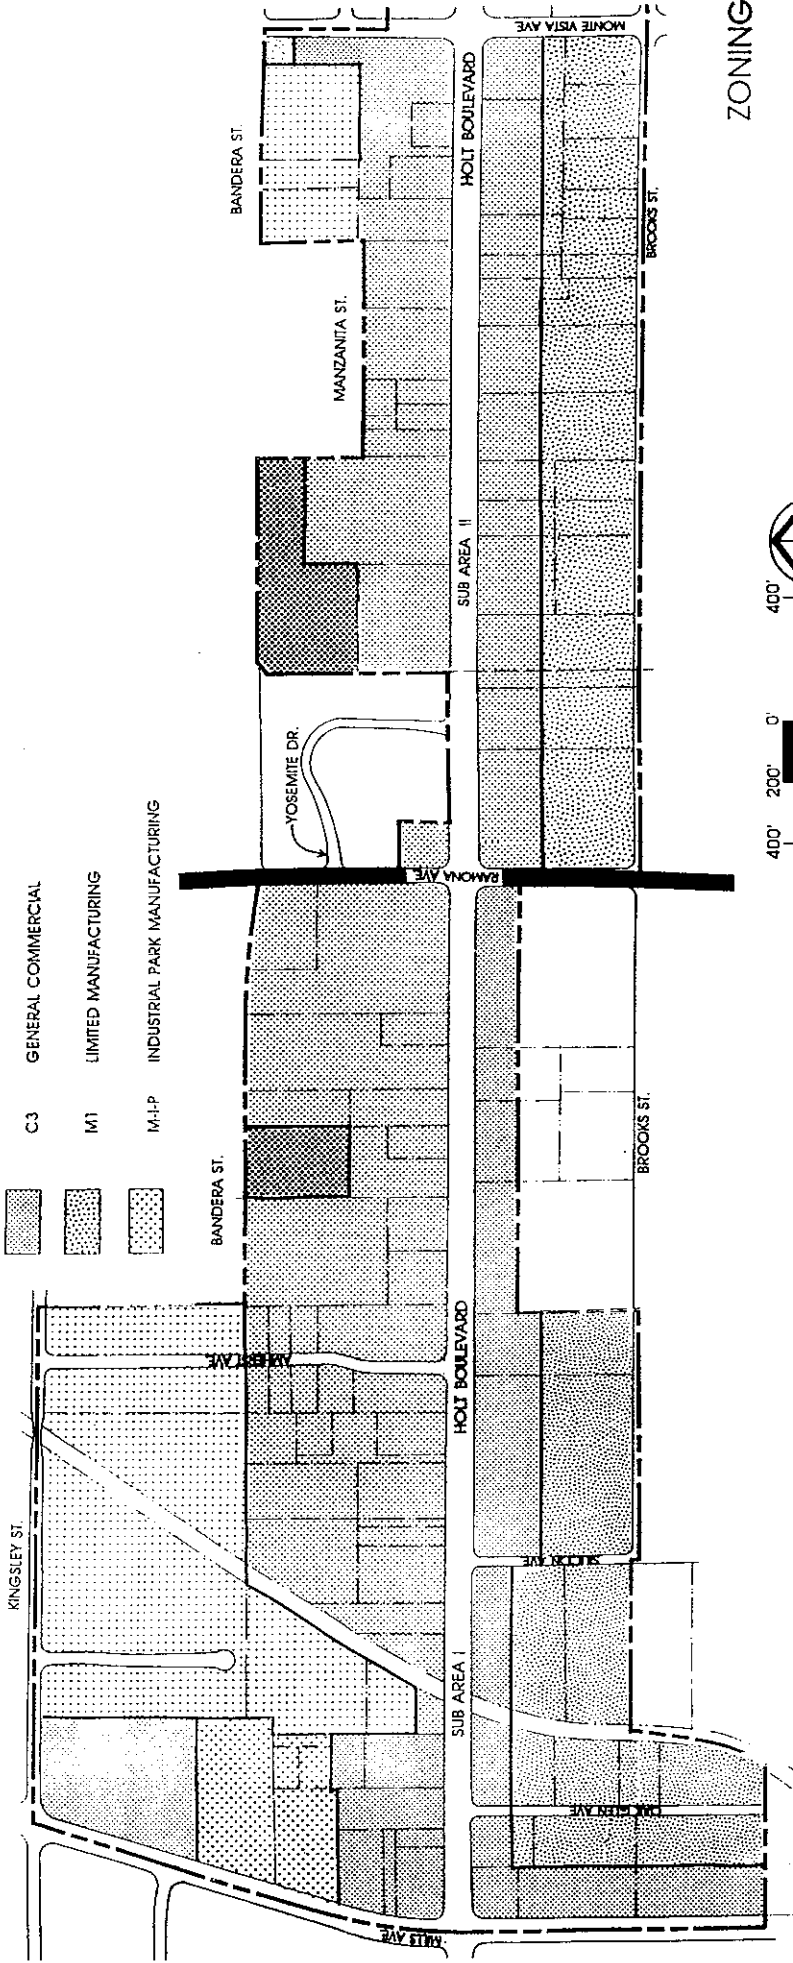 C3 GENERAL COMMERCIAL
M1 LIMITED MANUFACTURING
M-I-P INDUSTRIAL PARK MANUFACTURING
KINGSLEY ST.
BANDERA ST.
BANDERA ST.
MANZANITA ST.
YOSEMITE DR.
AMHERST AVE
RAMONA AVE.
MONTE VISTA AVE
MILLS AVE.
SUB AREA I
HOLT BOULEVARD
SUB AREA II
HOLT BOULEVARD
OAK GLEN AVE
SILICON AVE
BROOKS ST.
BROOKS ST.
400' 200' 0' 400'
ZONING